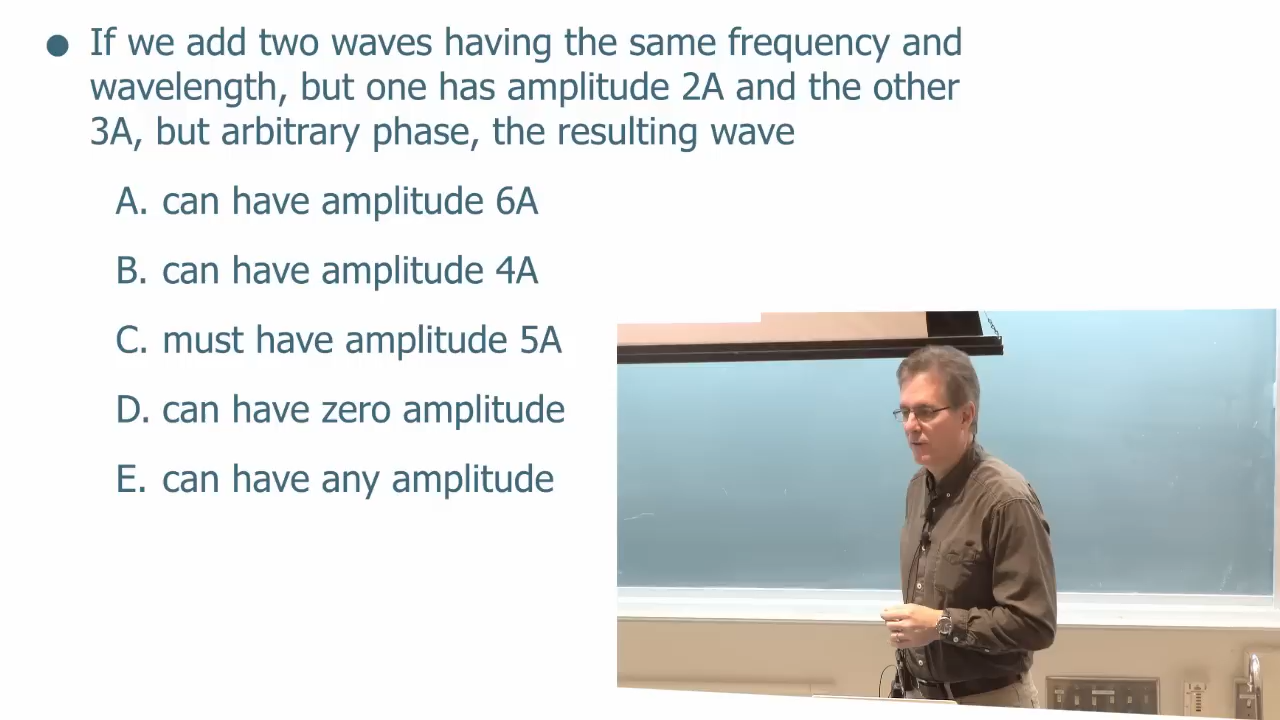 If we add two waves having the same frequency and
wavelength, but one has amplitude 2A and the other
3A, but arbitrary phase, the resulting wave
A. can have amplitude 6A
B. can have amplitude 4A
C. must have amplitude 5A
D. can have zero amplitude
E. can have any amplitude